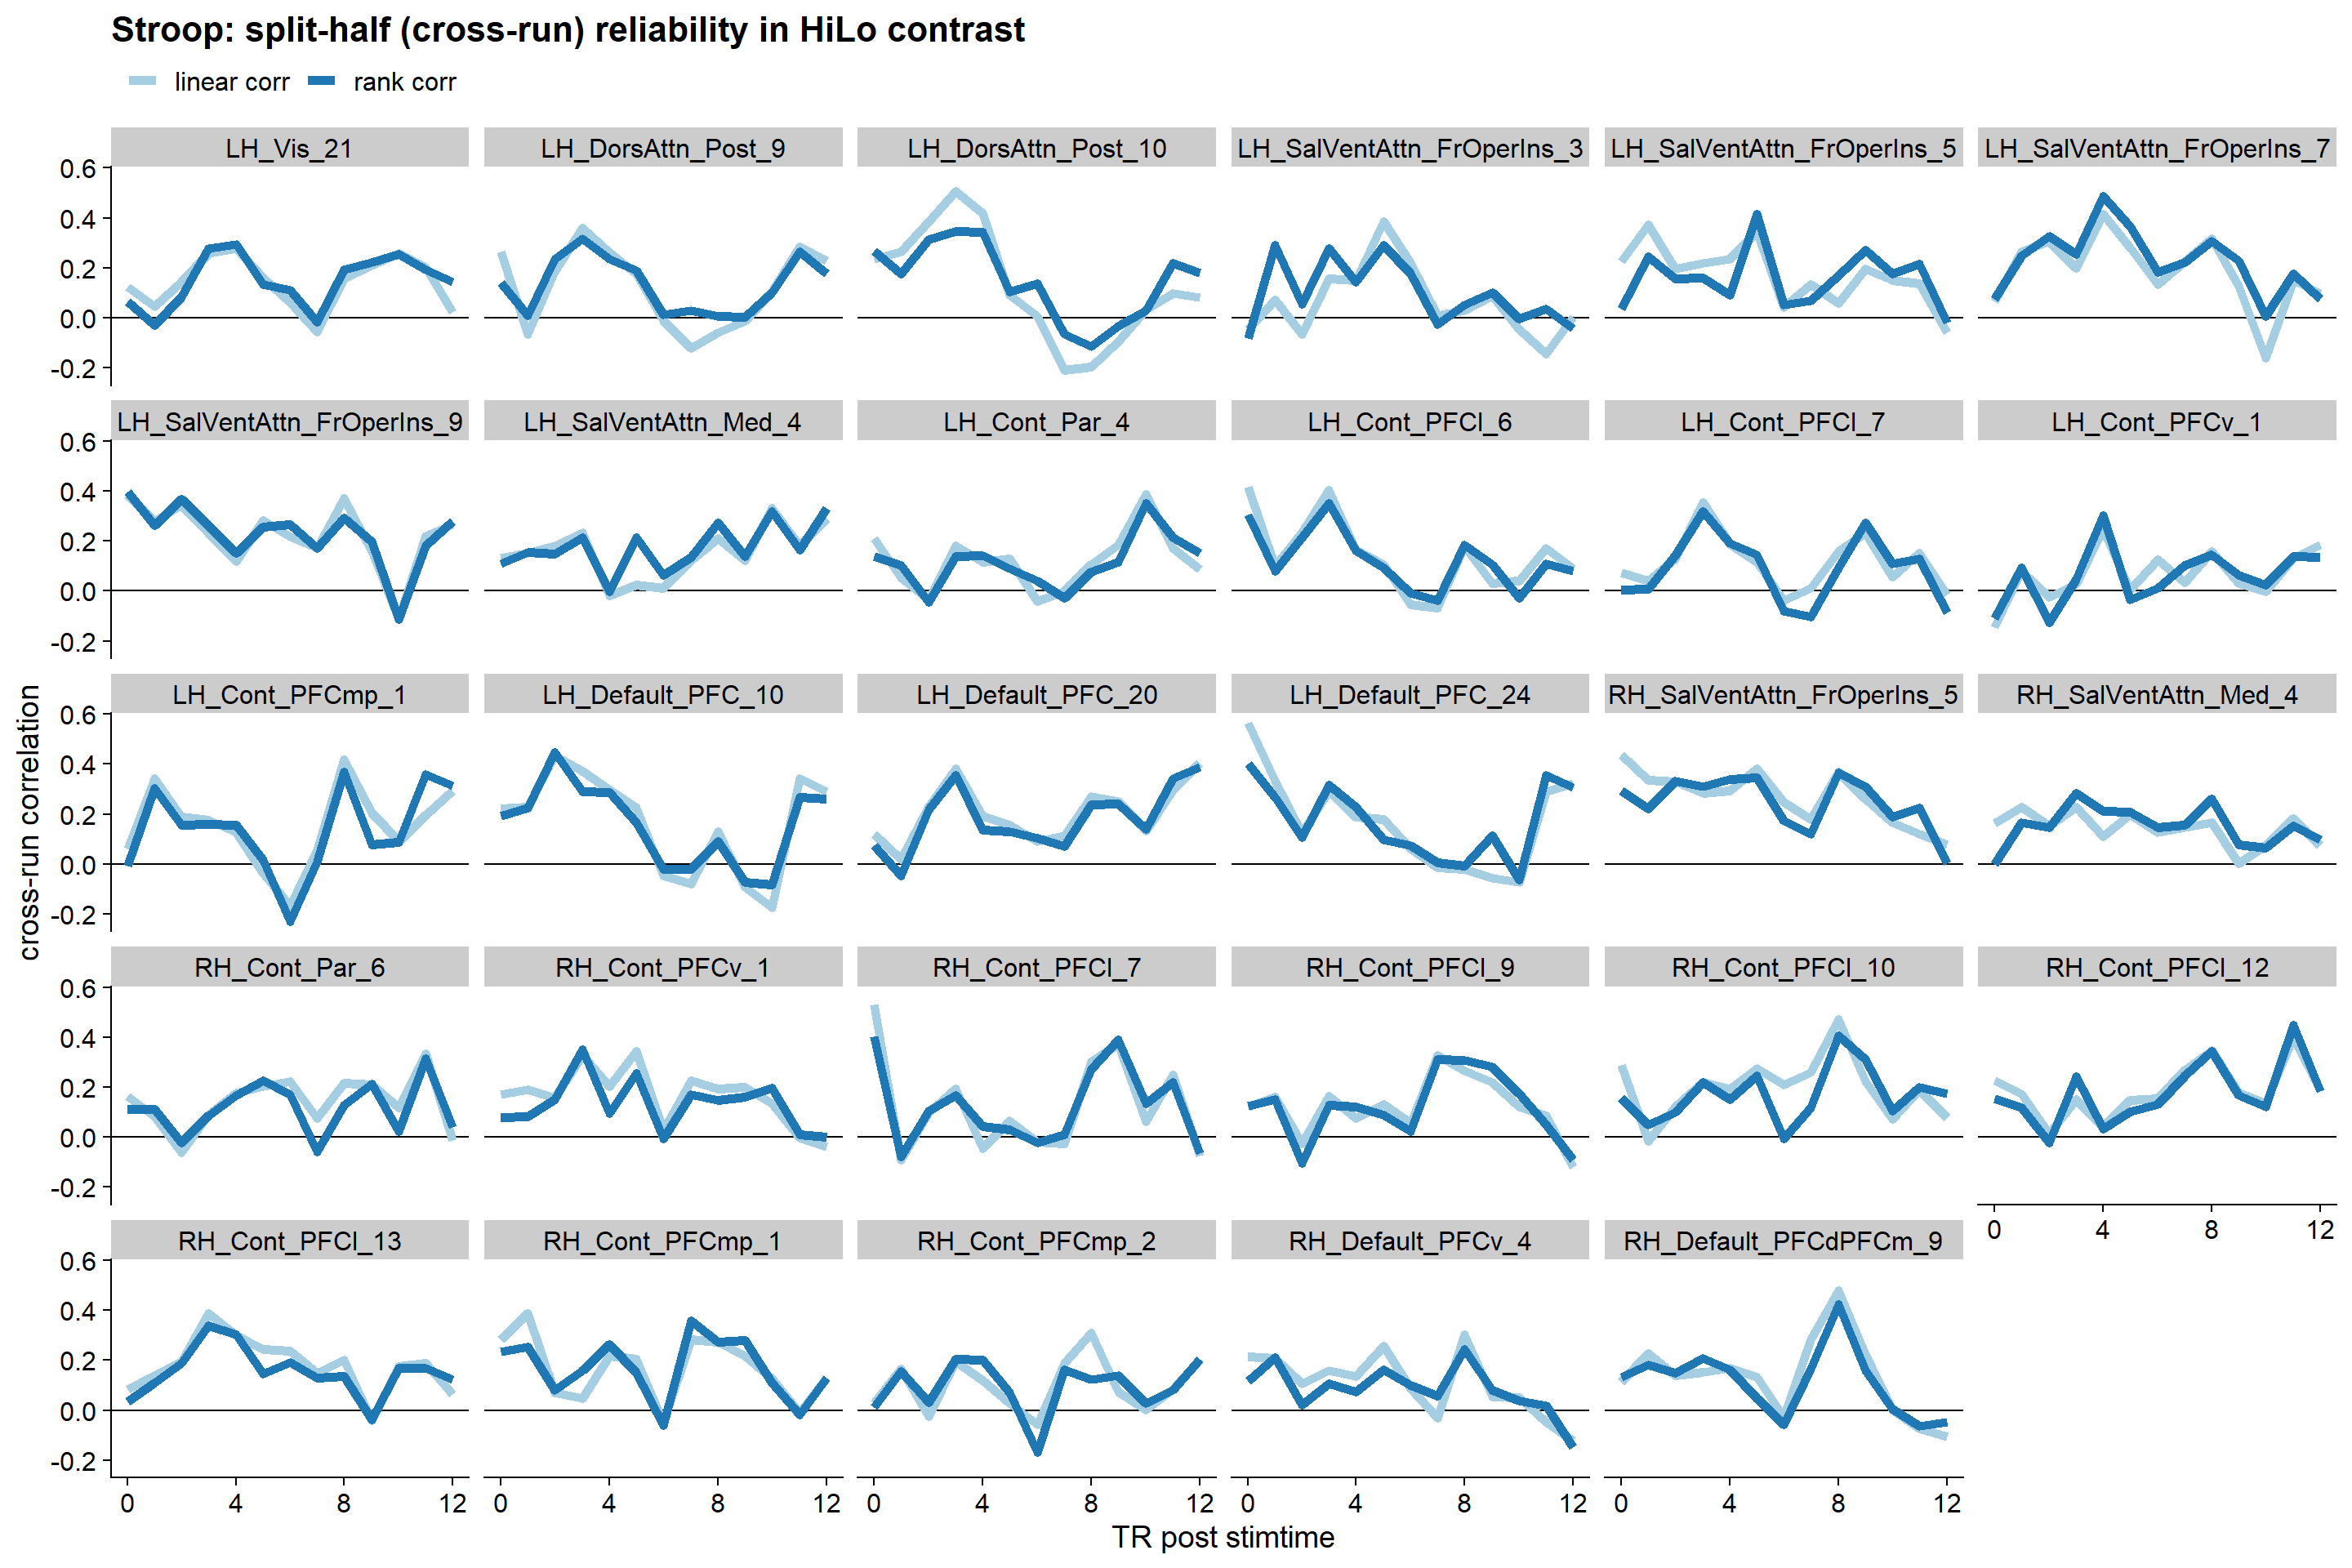 Stroop: split-half (cross-run) reliability in HiLo contrast
linear corr rank corr
LH_Vis_21 LH_DorsAttn_Post_9 LH_DorsAttn_Post_10 LH_SalVentAttn_FrOperIns_3 LH_SalVentAttn_FrOperIns_5 LH_SalVentAttn_FrOperIns_7
0.6
0.4
0.2
0.0
-0.2
LH_SalVentAttn_FrOperIns_9 LH_SalVentAttn_Med_4 LH_Cont_Par_4 LH_Cont_PFCl_6 LH_Cont_PFCl_7 LH_Cont_PFCv_1
0.6
0.4
0.2
0.0
-0.2
LH_Cont_PFCmp_1 LH_Default_PFC_10 LH_Default_PFC_20 LH_Default_PFC_24 RH_SalVentAttn_FrOperIns_5 RH_SalVentAttn_Med_4
0.6
0.4
0.2
0.0
-0.2
cross-run correlation
RH_Cont_Par_6 RH_Cont_PFCv_1 RH_Cont_PFCl_7 RH_Cont_PFCl_9 RH_Cont_PFCl_10 RH_Cont_PFCl_12
0.6
0.4
0.2
0.0
-0.2
0 4 8 12
RH_Cont_PFCl_13 RH_Cont_PFCmp_1 RH_Cont_PFCmp_2 RH_Default_PFCv_4 RH_Default_PFCdPFCm_9
0.6
0.4
0.2
0.0
-0.2
0 4 8 12 0 4 8 12 0 4 8 12 0 4 8 12 0 4 8 12
TR post stimtime